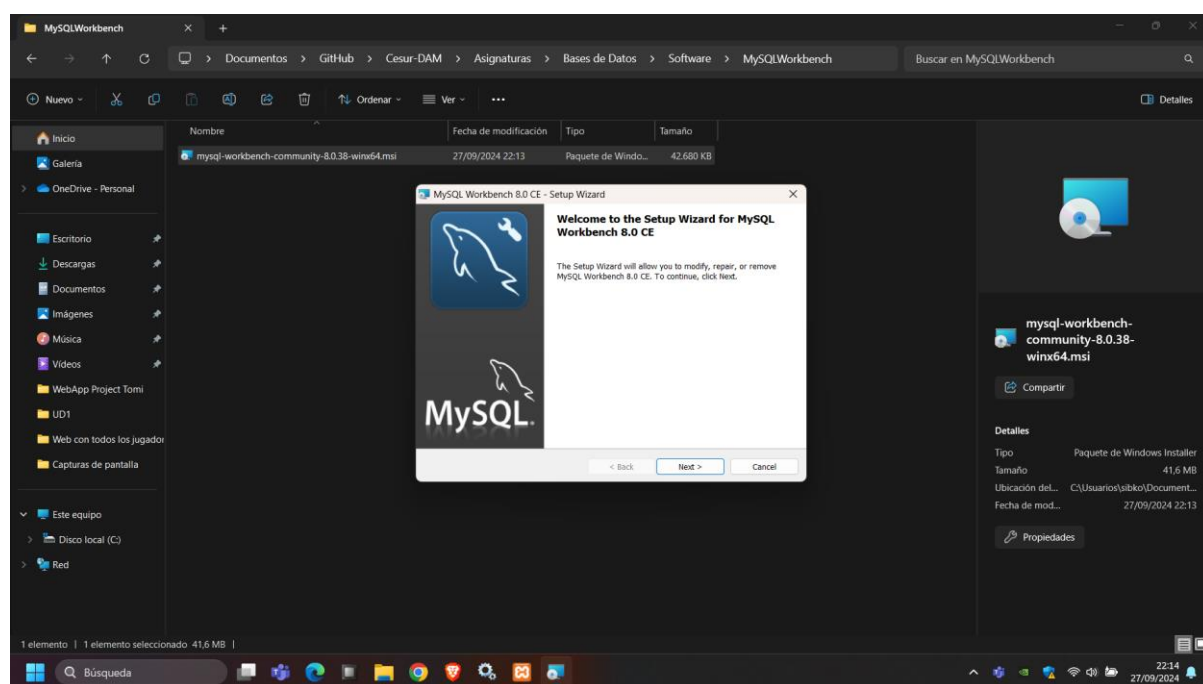 MySQLWorkbench
Documentos > GitHub > Cesur-DAM > Asignaturas > Bases de Datos > Software > MySQLWorkbench
Buscar en MySQLWorkbench
Nuevo
Ordenar
Ver
Detalles
Inicio
Galería
OneDrive - Personal
Escritorio
Descargas
Documentos
Imágenes
Música
Vídeos
WebApp Project Tomi
UD1
Web con todos los jugador
Capturas de pantalla
Este equipo
Disco local (C:)
Red
Nombre Fecha de modificación Tipo Tamaño
mysql-workbench-community-8.0.38-winx64.msi 27/09/2024 22:13 Paquete de Windo... 42.680 KB
MySQL Workbench 8.0 CE - Setup Wizard
Welcome to the Setup Wizard for MySQL
Workbench 8.0 CE
The Setup Wizard will allow you to modify, repair, or remove
MySQL Workbench 8.0 CE. To continue, click Next.
MySQL.
< Back Next > Cancel
mysql-workbench-
community-8.0.38-
winx64.msi
Compartir
Detalles
Tipo Paquete de Windows Installer
Tamaño 41,6 MB
Ubicación del... C:\Usuarios\sibko\Document...
Fecha de mod... 27/09/2024 22:13
Propiedades
1 elemento | 1 elemento seleccionado 41,6 MB |
Búsqueda
22:14
27/09/2024